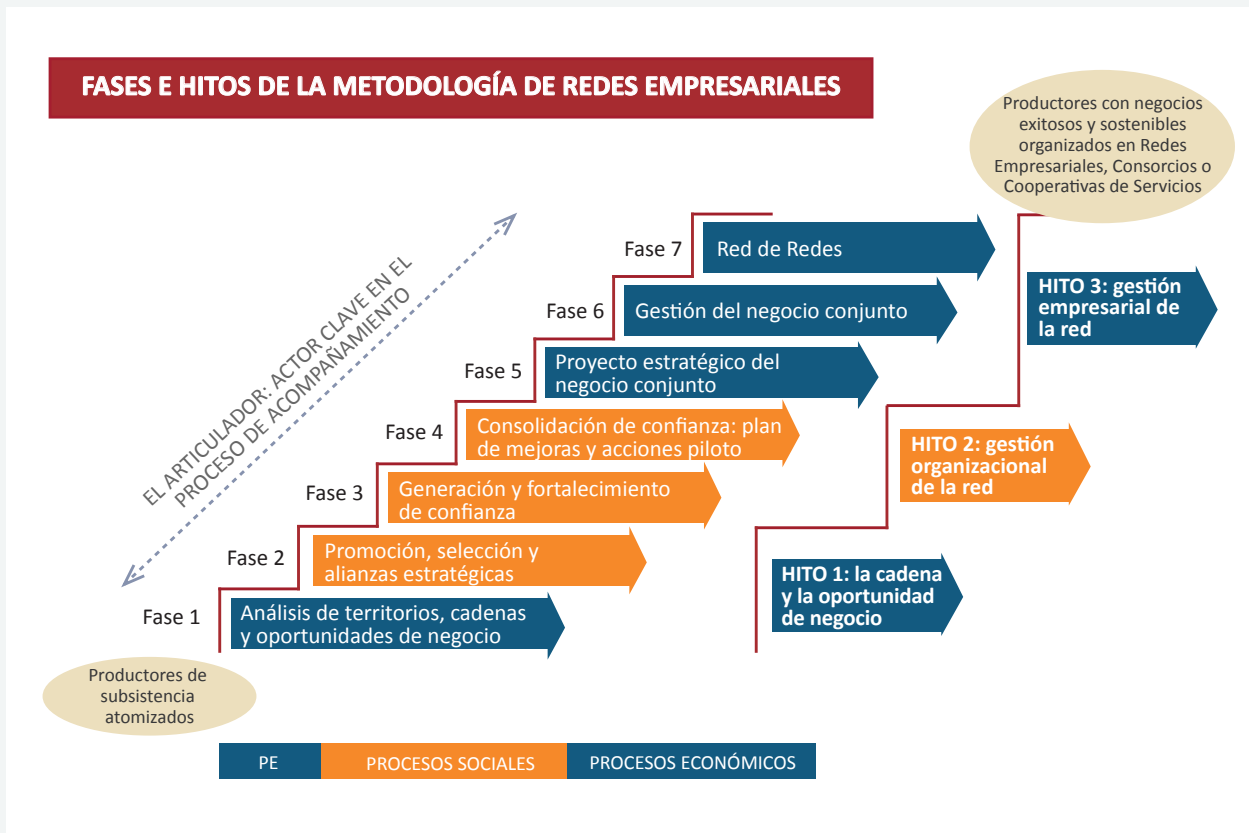 FASES E HITOS DE LA METODOLOGÍA DE REDES EMPRESARIALES
Productores con negocios
exitosos y sostenibles
organizados en Redes
Empresariales, Consorcios o
Cooperativas de Servicios
EL ARTICULADOR: ACTOR CLAVE EN EL
PROCESO DE ACOMPAÑAMIENTO
Fase 7
Red de Redes
Fase 6
Gestión del negocio conjunto
Fase 5
Proyecto estratégico del
negocio conjunto
Fase 4
Consolidación de confianza: plan
de mejoras y acciones piloto
Fase 3
Generación y fortalecimiento
de confianza
Fase 2
Promoción, selección y
alianzas estratégicas
Fase 1
Análisis de territorios, cadenas
y oportunidades de negocio
HITO 3: gestión
empresarial de
la red
HITO 2: gestión
organizacional
de la red
HITO 1: la cadena
y la oportunidad
de negocio
Productores de
subsistencia
atomizados
PE
PROCESOS SOCIALES
PROCESOS ECONÓMICOS